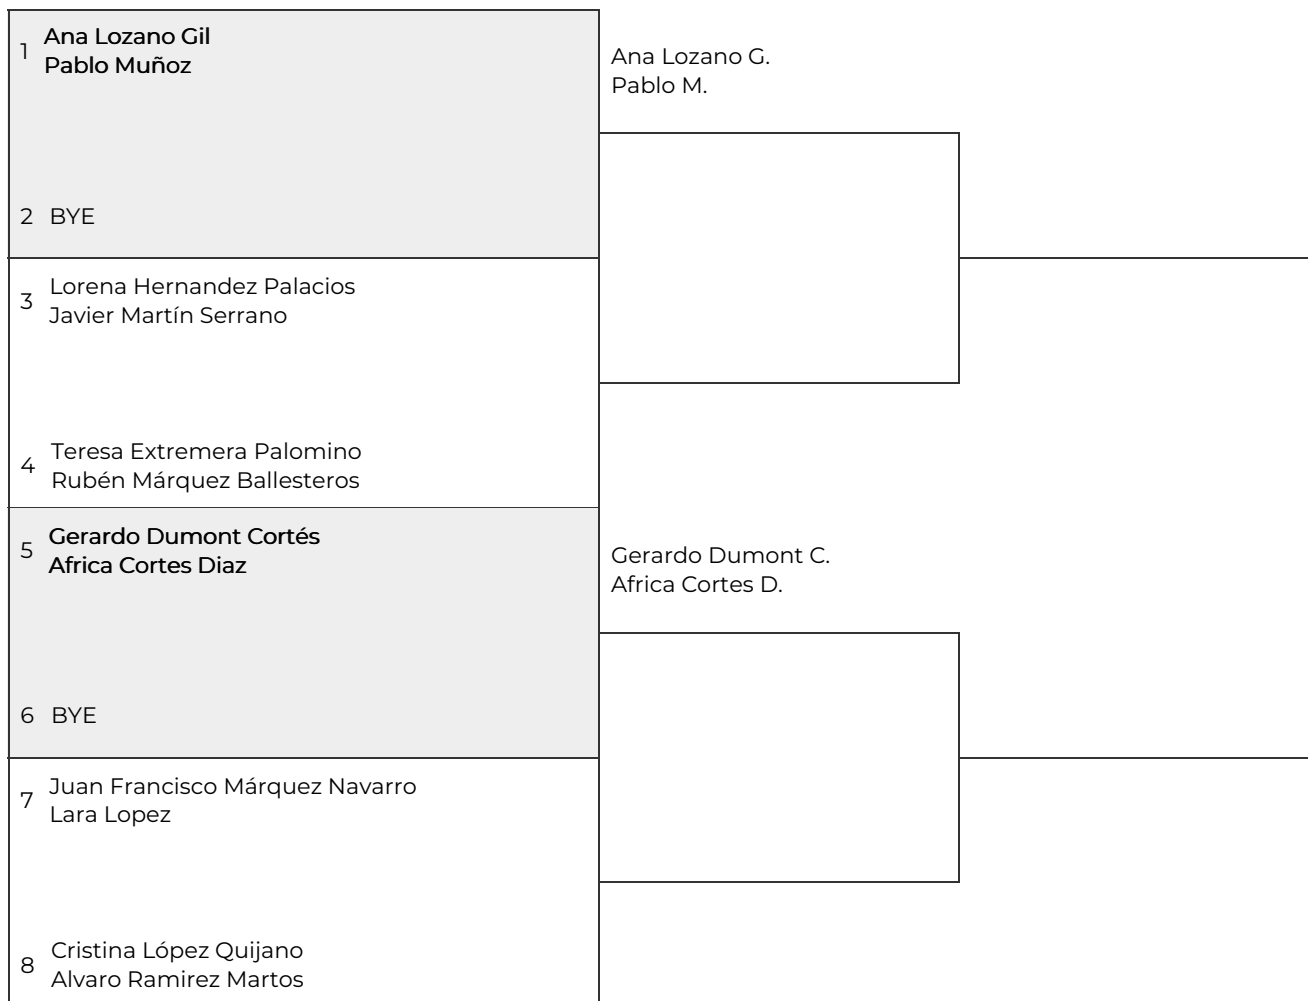 1
Ana Lozano Gil
Pablo Muñoz
2 BYE
3
Lorena Hernandez Palacios
Javier Martín Serrano
4
Teresa Extremera Palomino
Rubén Márquez Ballesteros
5
Gerardo Dumont Cortés
Africa Cortes Diaz
6 BYE
7
Juan Francisco Márquez Navarro
Lara Lopez
8
Cristina López Quijano
Alvaro Ramirez Martos
Ana Lozano G.
Pablo M.
Gerardo Dumont C.
Africa Cortes D.